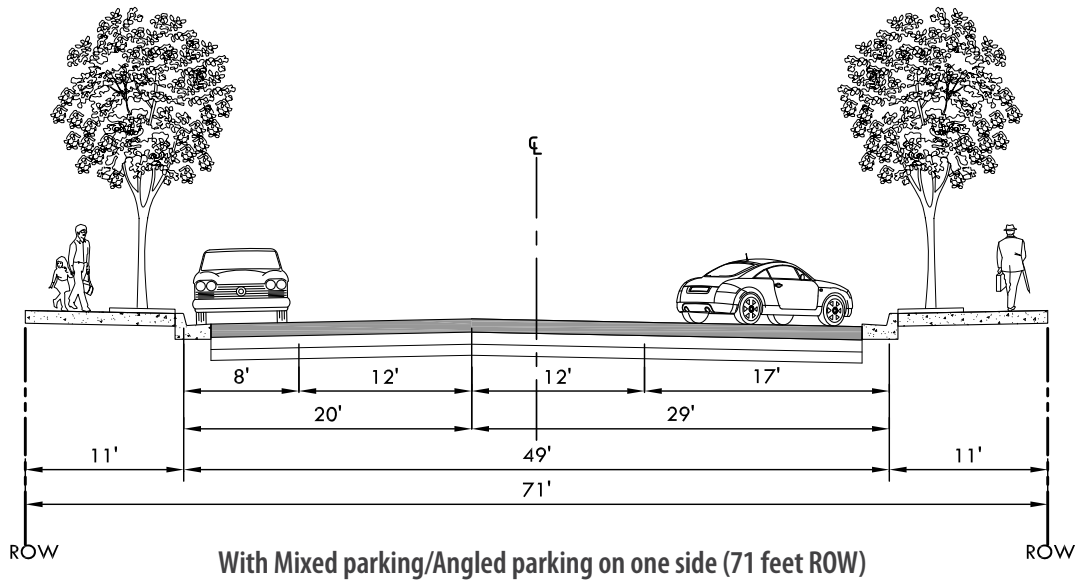 ℄
8' 12' 12' 17'
20' 29'
11' 49' 11'
71'
ROW ROW
With Mixed parking/Angled parking on one side (71 feet ROW)